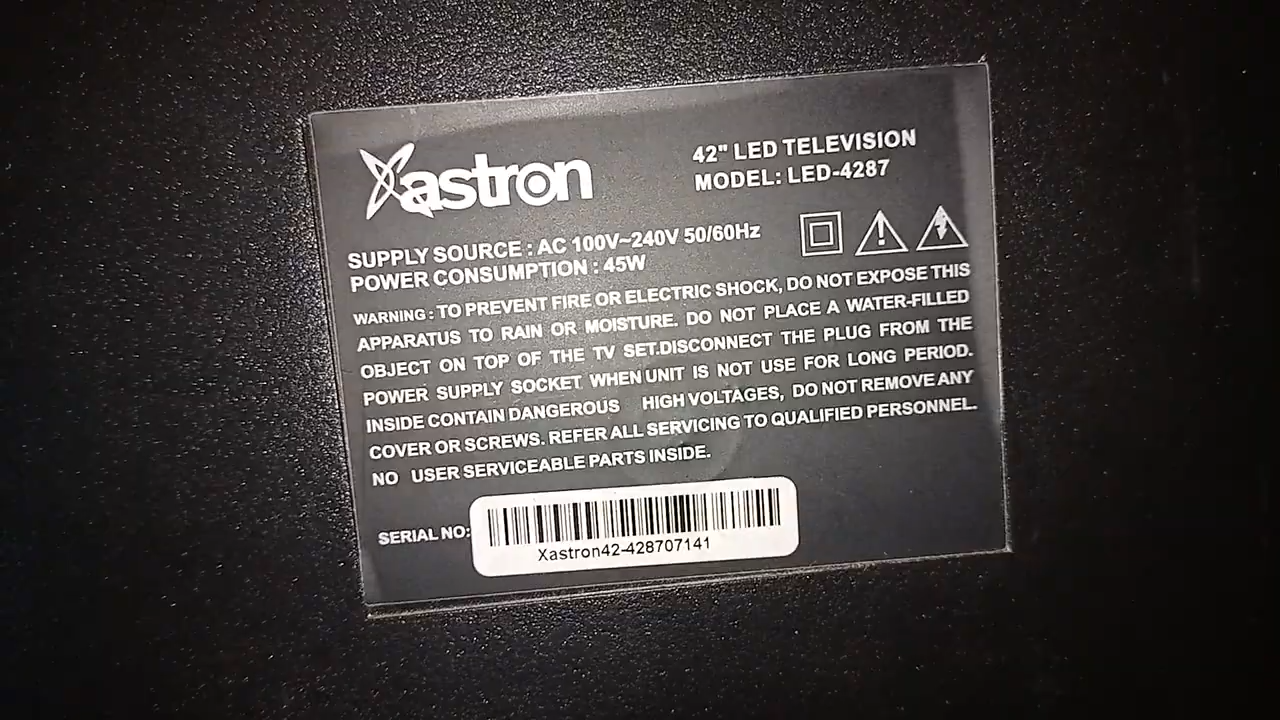 Xastron
42" LED TELEVISION
MODEL: LED-4287
SUPPLY SOURCE : AC 100V~240V 50/60Hz
POWER CONSUMPTION : 45W
WARNING : TO PREVENT FIRE OR ELECTRIC SHOCK, DO NOT EXPOSE THIS
APPARATUS TO RAIN OR MOISTURE. DO NOT PLACE A WATER-FILLED
OBJECT ON TOP OF THE TV SET.DISCONNECT THE PLUG FROM THE
POWER SUPPLY SOCKET WHEN UNIT IS NOT USE FOR LONG PERIOD.
INSIDE CONTAIN DANGEROUS HIGH VOLTAGES, DO NOT REMOVE ANY
COVER OR SCREWS. REFER ALL SERVICING TO QUALIFIED PERSONNEL.
NO USER SERVICEABLE PARTS INSIDE.
SERIAL NO:
Xastron42-428707141